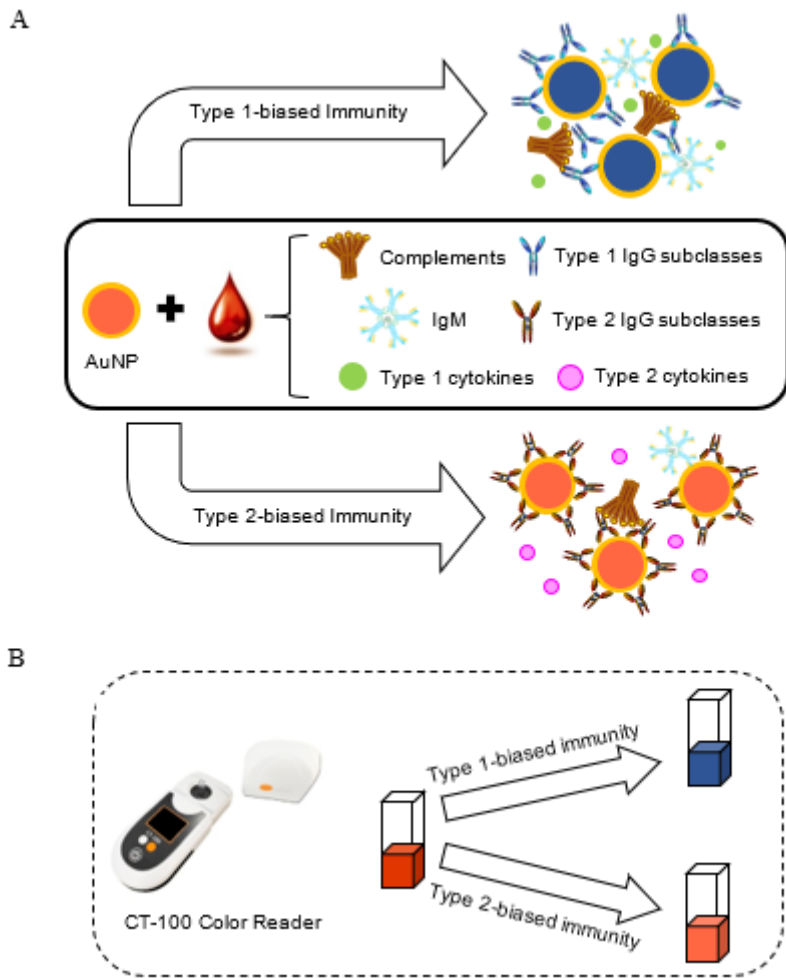 A
Type 1-biased Immunity
Complements
Type 1 IgG subclasses
AuNP
IgM
Type 2 IgG subclasses
Type 1 cytokines
Type 2 cytokines
Type 2-biased Immunity
B
Type 1-biased immunity
Type 2-biased immunity
CT-100 Color Reader